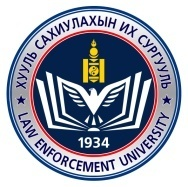 ХУУЛЬ САХИУЛАХЫН ИХ СУРГУУЛЬ
1934
LAW ENFORCEMENT UNIVERSITY